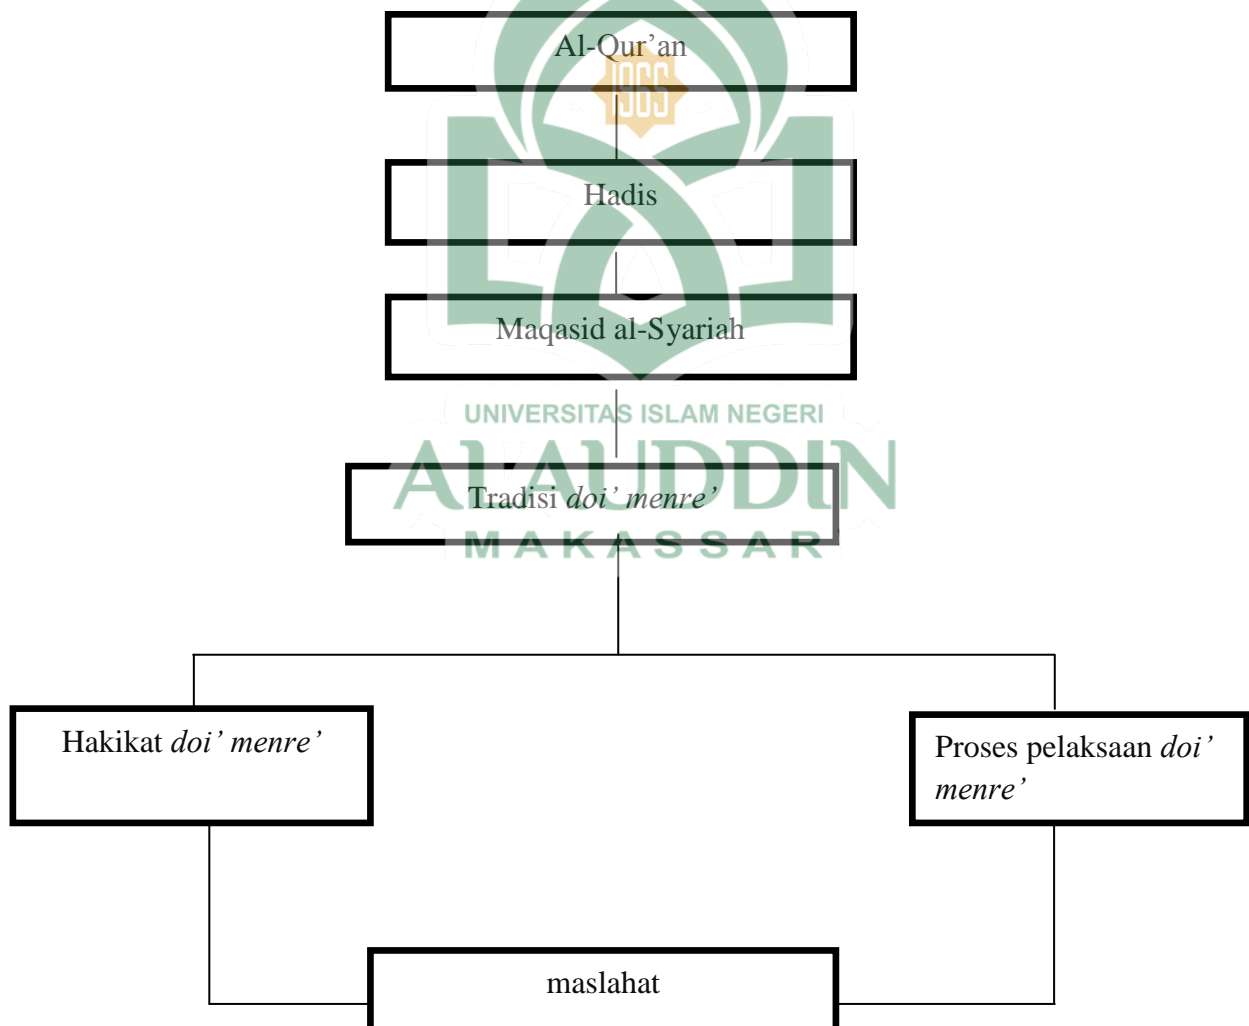 Al-Qur’an
1965
Hadis
Maqasid al-Syariah
UNIVERSITAS ISLAM NEGERI
ALAUDDIN
Tradisi doi’ menre’
MAKASSAR
Hakikat doi’ menre’
Proses pelaksaan doi’
menre’
maslahat